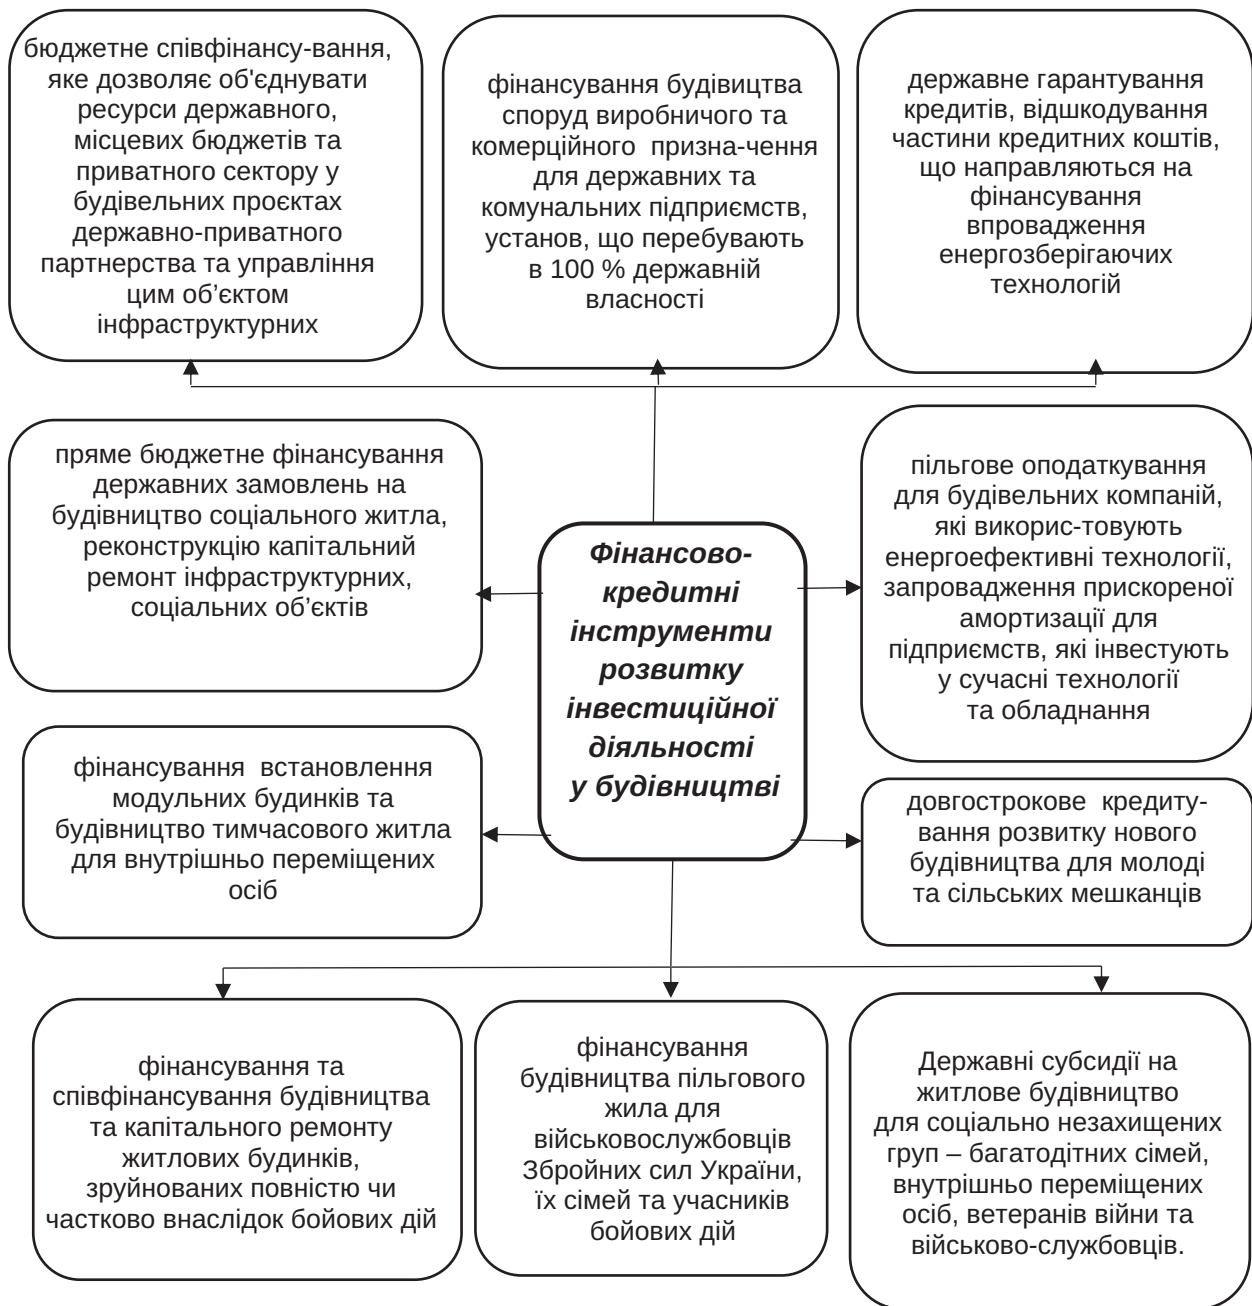 бюджетне співфінансу-вання,
яке дозволяє об'єднувати
ресурси державного,
місцевих бюджетів та
приватного сектору у
будівельних проєктах
державно-приватного
партнерства та управління
цим об’єктом
інфраструктурних
фінансування будівицтва
споруд виробничого та
комерційного призна-чення
для державних та
комунальних підприємств,
установ, що перебувають
в 100 % державній
власності
державне гарантування
кредитів, відшкодування
частини кредитних коштів,
що направляються на
фінансування
впровадження
енергозберігаючих
технологій
пряме бюджетне фінансування
державних замовлень на
будівництво соціального житла,
реконструкцію капітальний
ремонт інфраструктурних,
соціальних об’єктів
Фінансово-
кредитні
інструменти
розвитку
інвестиційної
діяльності
у будівництві
пільгове оподаткування
для будівельних компаній,
які викорис-товують
енергоефективні технології,
запровадження прискореної
амортизації для
підприємств, які інвестують
у сучасні технології
та обладнання
фінансування встановлення
модульних будинків та
будівництво тимчасового житла
для внутрішньо переміщених
осіб
довгострокове кредиту-
вання розвитку нового
будівництва для молоді
та сільських мешканців
фінансування та
співфінансування будівництва
та капітального ремонту
житлових будинків,
зруйнованих повністю чи
частково внаслідок бойових дій
фінансування
будівництва пільгового
жила для
військовослужбовців
Збройних сил України,
їх сімей та учасників
бойових дій
Державні субсидії на
житлове будівництво
для соціально незахищених
груп – багатодітних сімей,
внутрішньо переміщених
осіб, ветеранів війни та
військово-службовців.